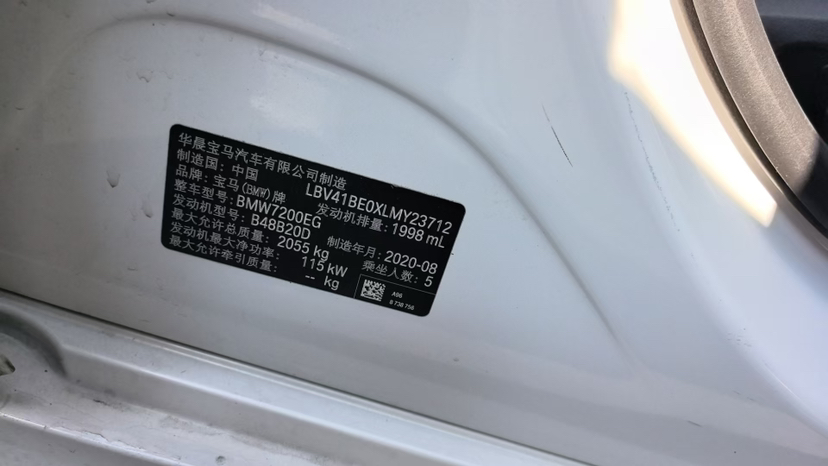 华晨宝马汽车有限公司制造
制造国: 中国 LBV41BE0XLMY23712
品牌: 宝马(BMW)牌 发动机排量: 1998 mL
整车型号: BMW7200EG
发动机型号: B48B20D 制造年月: 2020-08
最大允许总质量: 2055 kg 乘坐人数: 5
发动机最大净功率: 115 kW
最大允许牵引质量: -- kg
A06
9 738 756